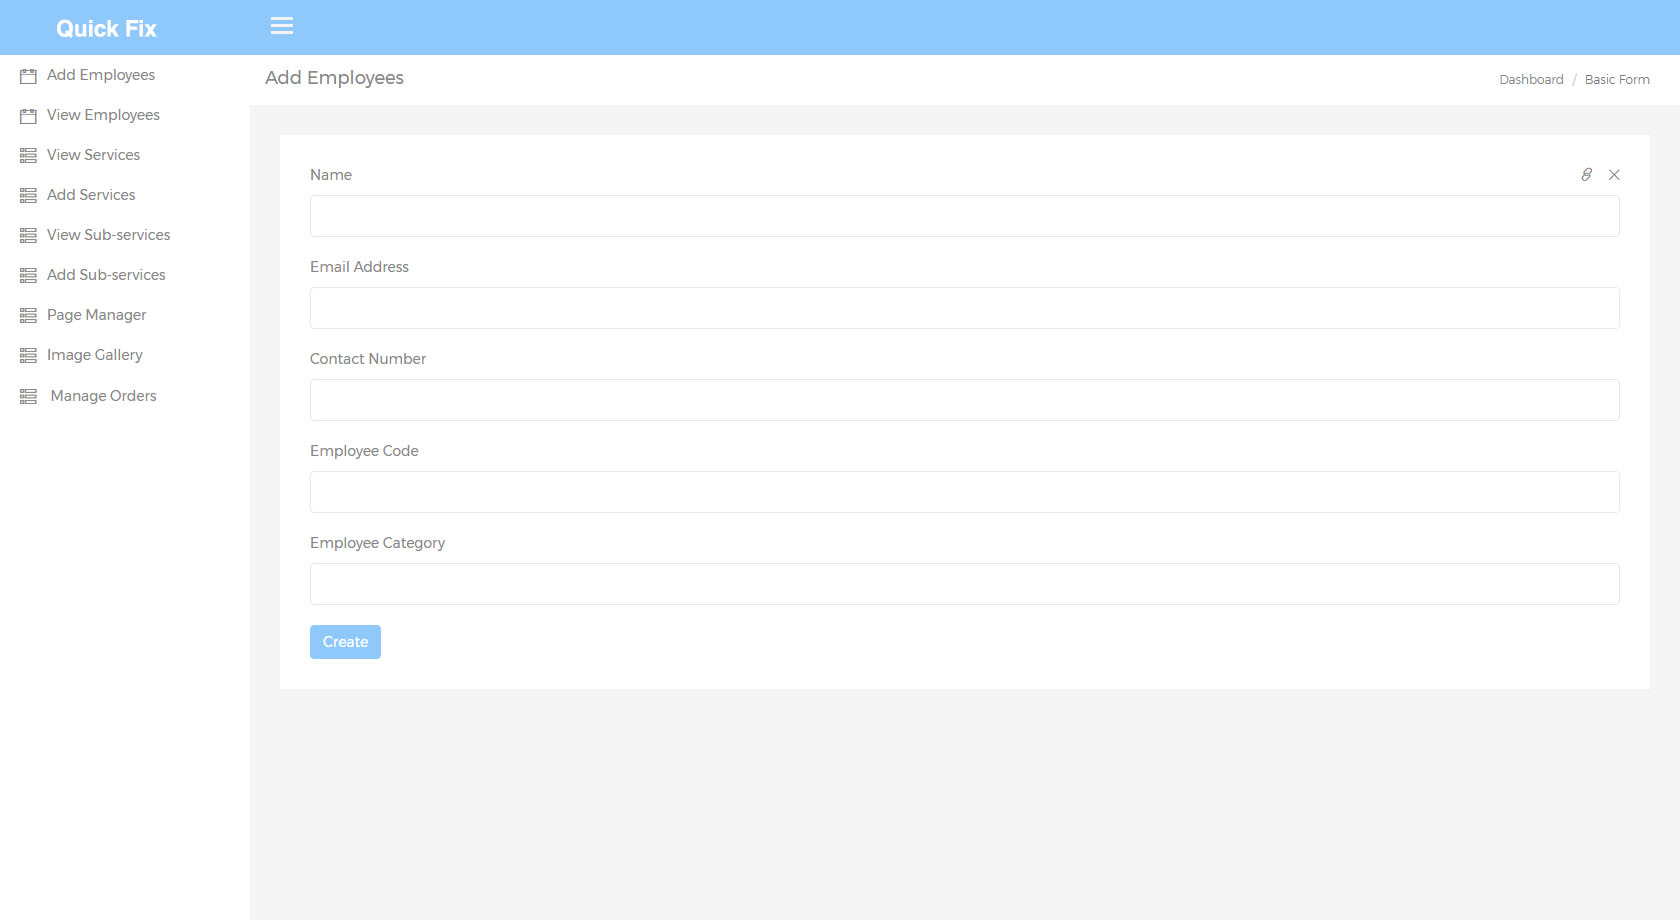 Quick Fix
Add Employees
View Employees
View Services
Add Services
View Sub-services
Add Sub-services
Page Manager
Image Gallery
Manage Orders
Add Employees
Dashboard / Basic Form
Name
Email Address
Contact Number
Employee Code
Employee Category
Create